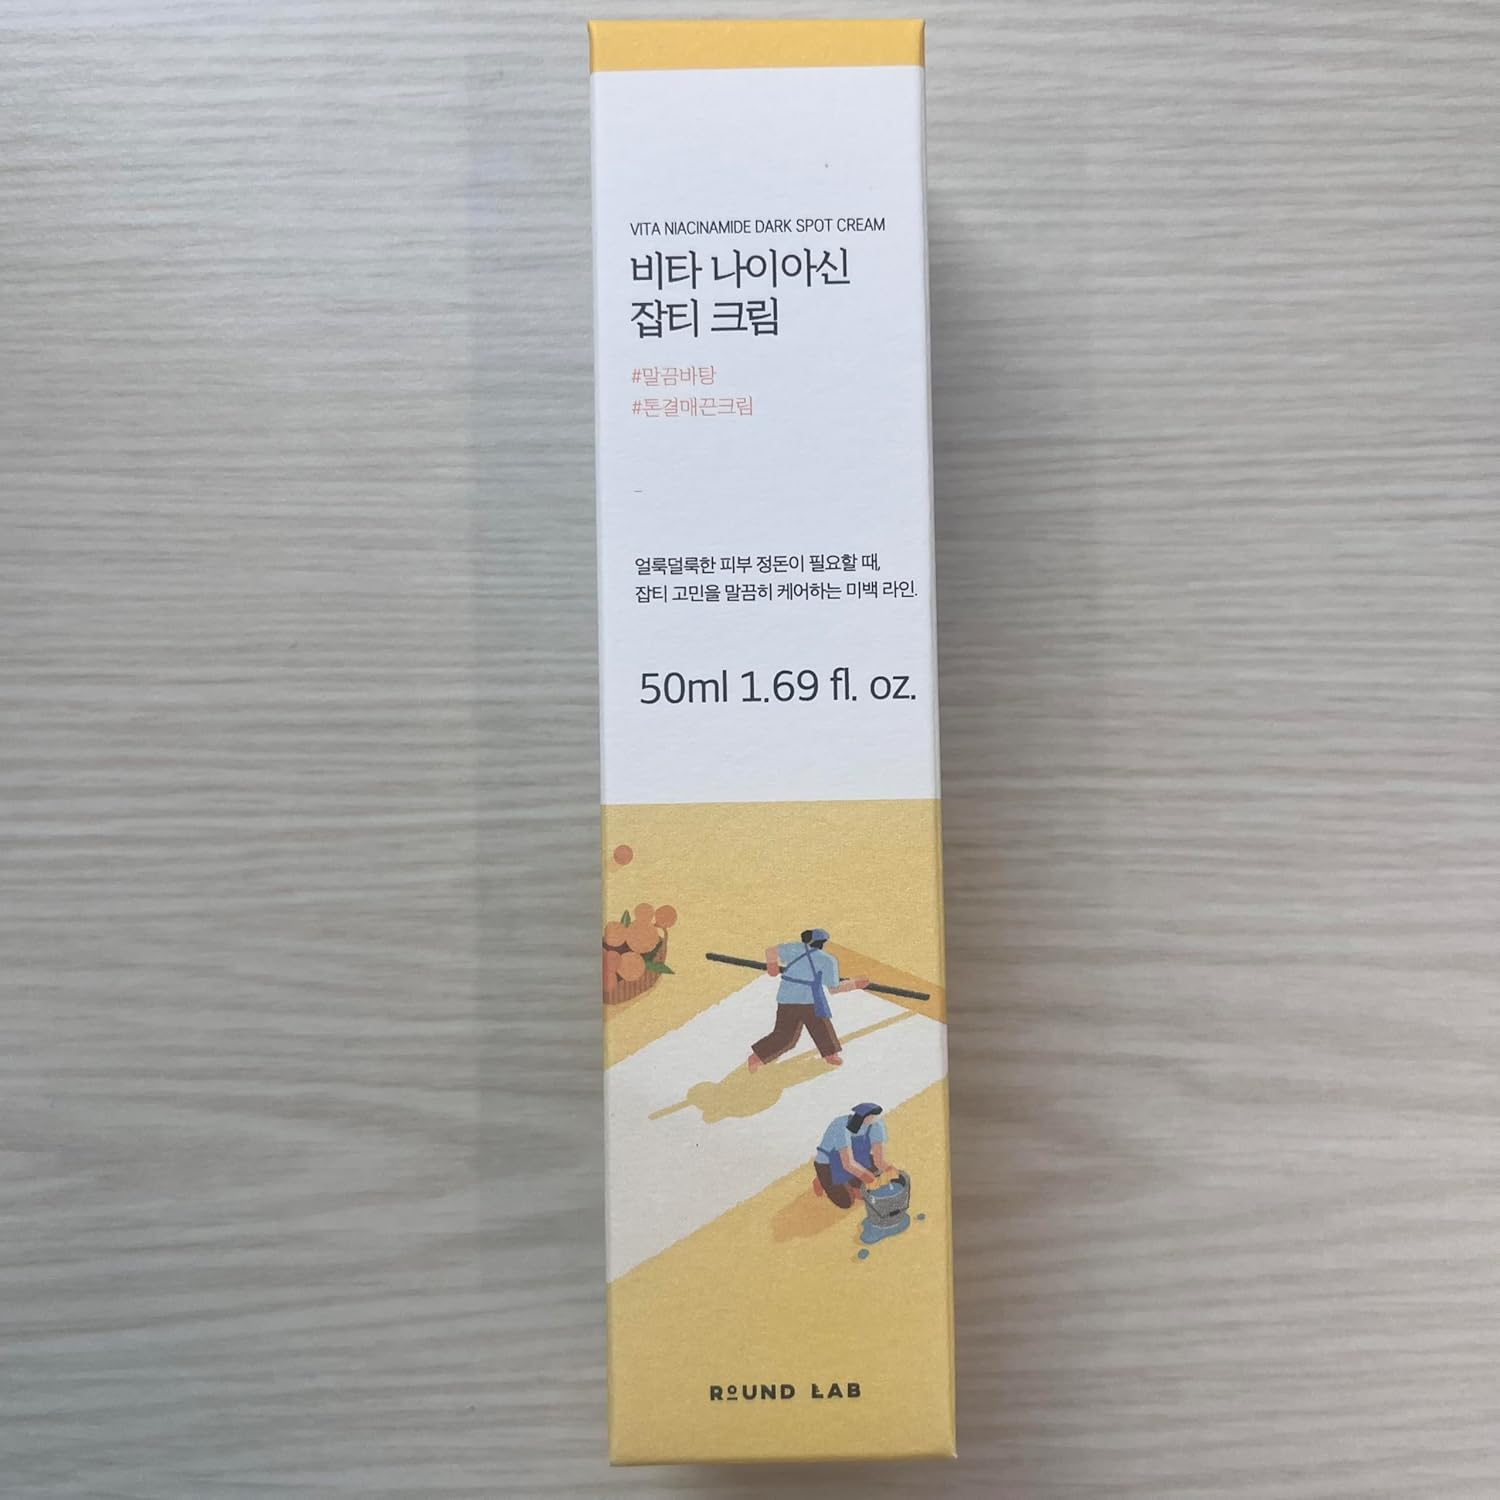 VITA NIACINAMIDE DARK SPOT CREAM
비타 나이아신
잡티 크림
#말끔바탕
#톤결매끈크림
얼룩덜룩한 피부 정돈이 필요할 때,
잡티 고민을 말끔히 케어하는 미백 라인.
50ml 1.69 fl. oz.
ROUND LAB